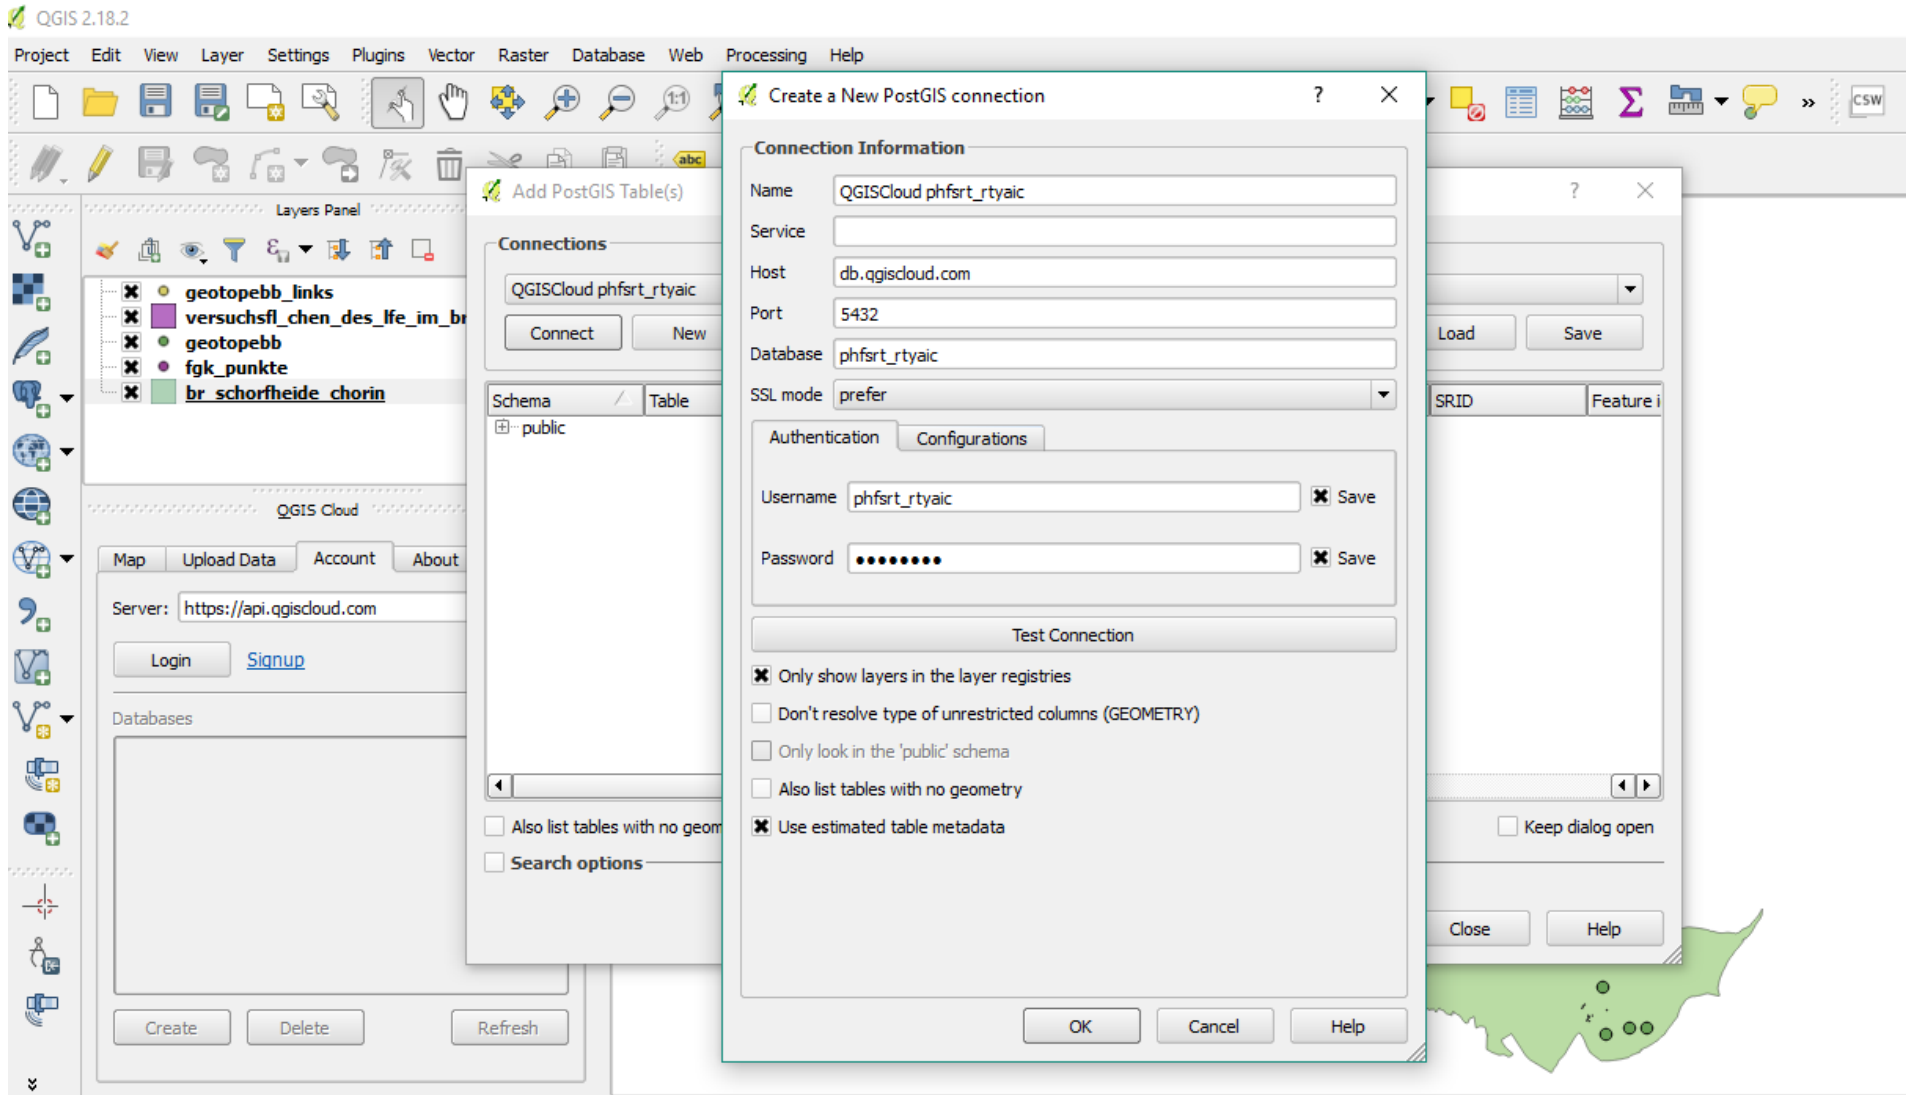 QGIS 2.18.2
Project Edit View Layer Settings Plugins Vector Raster Database Web Processing Help
1:1
CSW
abc
Layers Panel
geotopebb_links
versuchsfl_chen_des_lfe_im_br
geotopebb
fgk_punkte
br_schorfheide_chorin
QGIS Cloud
Map Upload Data Account About
Server: https://api.qgiscloud.com
Login Signup
Databases
Create Delete Refresh
Add PostGIS Table(s) ?
Connections
QGISCloud phfsrt_rtyaic
Connect New Load Save
Schema Table SRID Feature i
public
Also list tables with no geom Keep dialog open
Search options
Close Help
Create a New PostGIS connection ?
Connection Information
Name QGISCloud phfsrt_rtyaic
Service
Host db.qgiscloud.com
Port 5432
Database phfsrt_rtyaic
SSL mode prefer
Authentication Configurations
Username phfsrt_rtyaic Save
Password ●●●●●●●● Save
Test Connection
Only show layers in the layer registries
Don't resolve type of unrestricted columns (GEOMETRY)
Only look in the 'public' schema
Also list tables with no geometry
Use estimated table metadata
OK Cancel Help